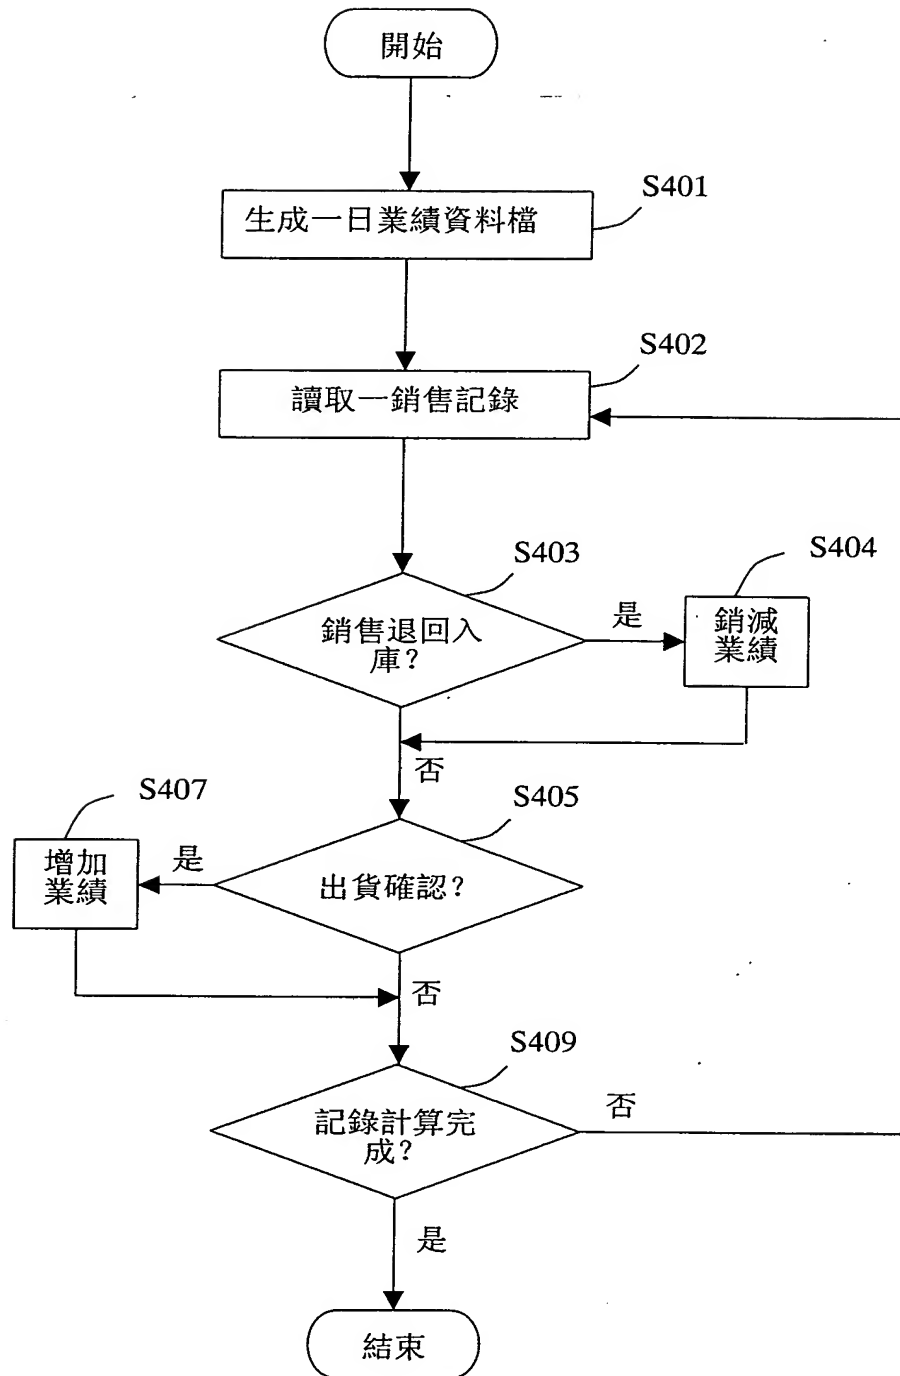 開始
S401
生成一日業績資料檔
S402
讀取一銷售記錄
S403
S404
銷售退回入
庫?
是
銷減
業績
否
S407
S405
增加
業績
是
出貨確認?
否
S409
記錄計算完
成?
否
是
結束